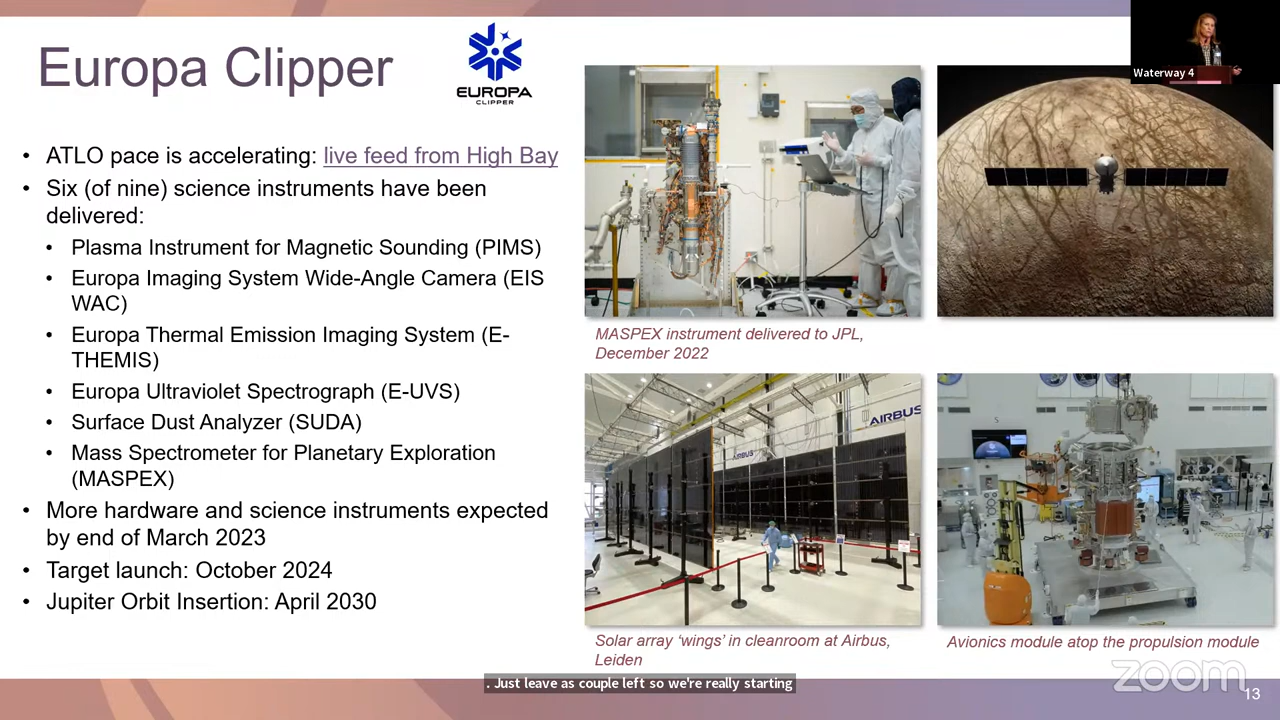 Europa Clipper
EUROPA
CLIPPER
• ATLO pace is accelerating: live feed from High Bay
• Six (of nine) science instruments have been
delivered:
• Plasma Instrument for Magnetic Sounding (PIMS)
• Europa Imaging System Wide-Angle Camera (EIS
WAC)
• Europa Thermal Emission Imaging System (E-
THEMIS)
• Europa Ultraviolet Spectrograph (E-UVS)
• Surface Dust Analyzer (SUDA)
• Mass Spectrometer for Planetary Exploration
(MASPEX)
• More hardware and science instruments expected
by end of March 2023
• Target launch: October 2024
• Jupiter Orbit Insertion: April 2030
MASPEX instrument delivered to JPL,
December 2022
Waterway 4
AIRBUS
AIRBUS
Solar array ‘wings’ in cleanroom at Airbus,
Leiden
Avionics module atop the propulsion module
. Just leave as couple left so we're really starting
zoom
13